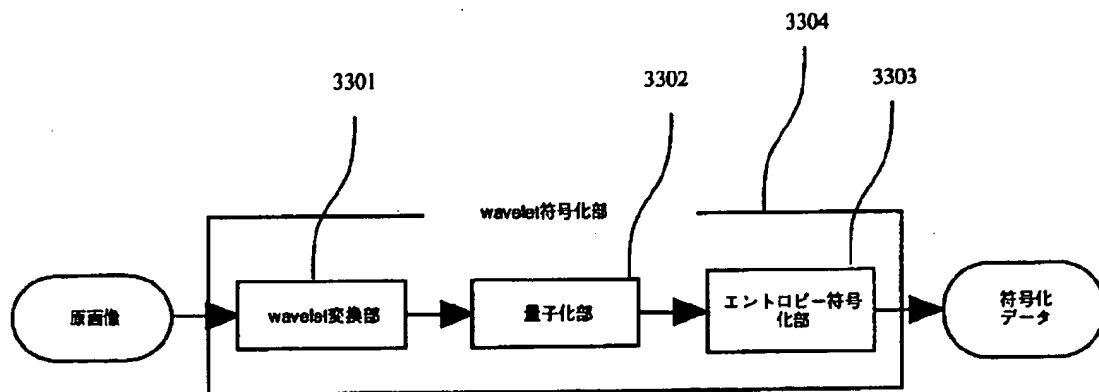 3304
3301
3302
3303
wavelet符号化部
原画像
wavelet変換部
量子化部
エントロピー符号
化部
符号化
データ